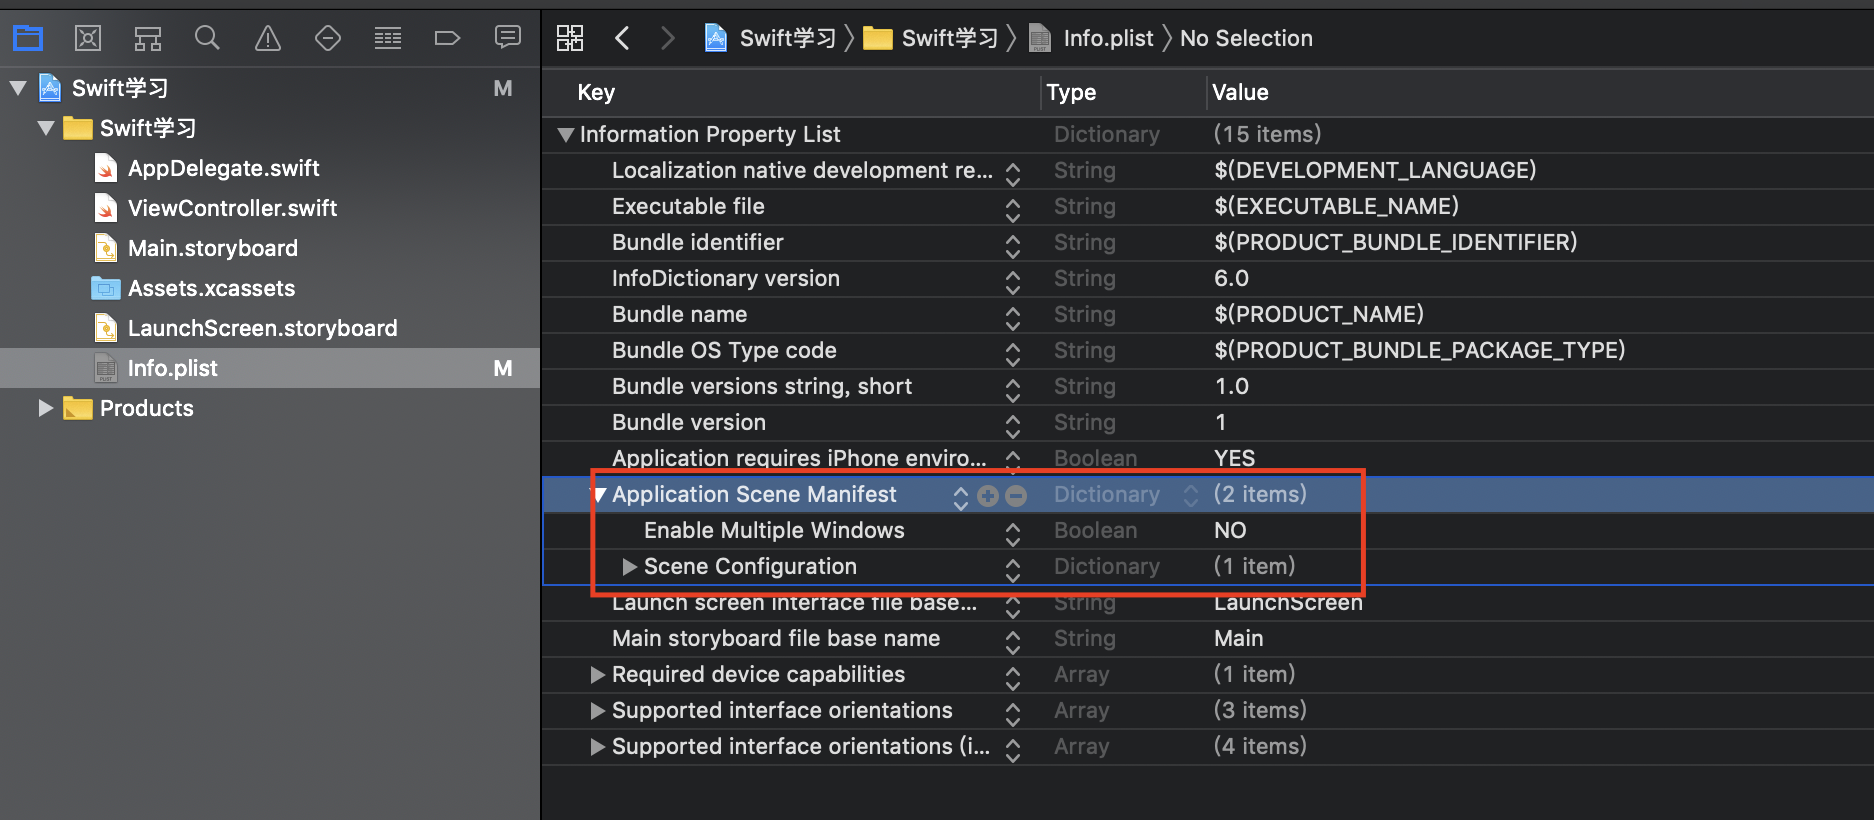 Swift学习 〉 Swift学习 〉 Info.plist 〉 No Selection
Swift学习 M
Swift学习
AppDelegate.swift
ViewController.swift
Main.storyboard
Assets.xcassets
LaunchScreen.storyboard
Info.plist M
Products
Key Type Value
Information Property List Dictionary (15 items)
Localization native development re... String $(DEVELOPMENT_LANGUAGE)
Executable file String $(EXECUTABLE_NAME)
Bundle identifier String $(PRODUCT_BUNDLE_IDENTIFIER)
InfoDictionary version String 6.0
Bundle name String $(PRODUCT_NAME)
Bundle OS Type code String $(PRODUCT_BUNDLE_PACKAGE_TYPE)
Bundle versions string, short String 1.0
Bundle version String 1
Application requires iPhone enviro... Boolean YES
Application Scene Manifest Dictionary (2 items)
Enable Multiple Windows Boolean NO
Scene Configuration Dictionary (1 item)
Launch screen interface file base... String LaunchScreen
Main storyboard file base name String Main
Required device capabilities Array (1 item)
Supported interface orientations Array (3 items)
Supported interface orientations (i... Array (4 items)